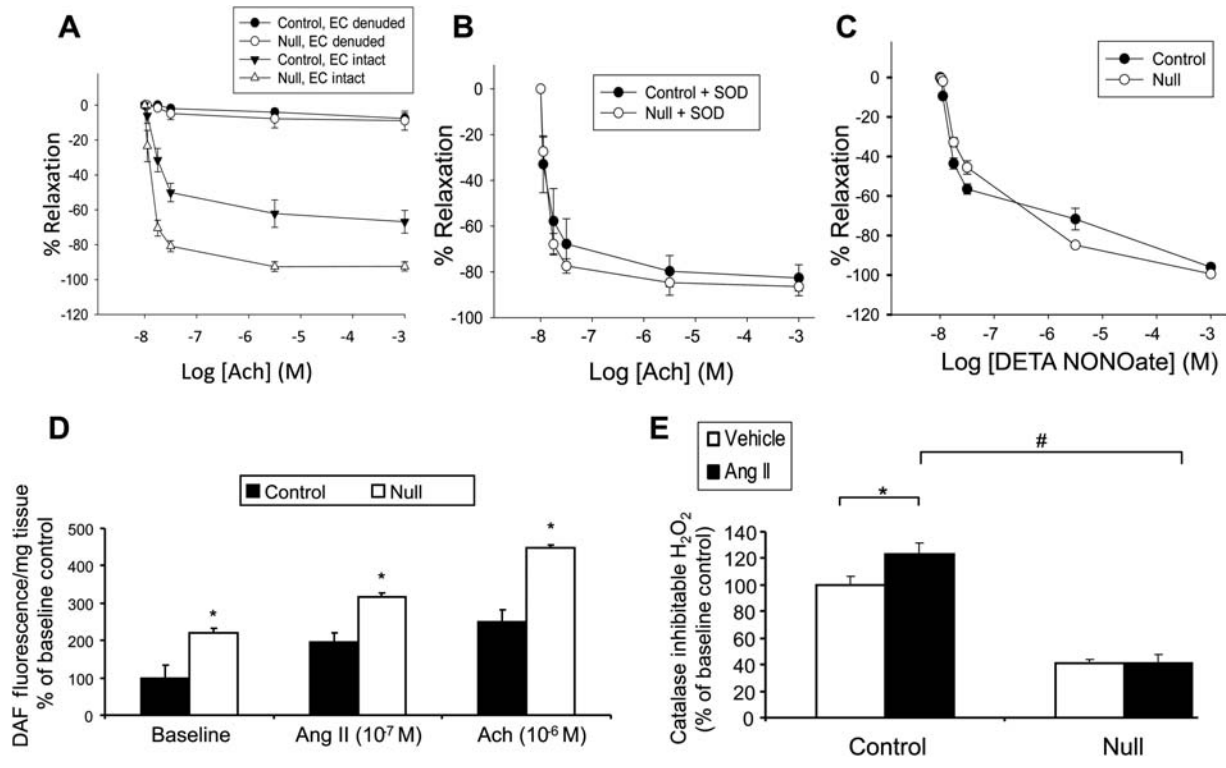 A
Control, EC denuded
Null, EC denuded
Control, EC intact
Null, EC intact
% Relaxation
20
0
-20
-40
-60
-80
-100
-120
-8 -7 -6 -5 -4 -3
Log [Ach] (M)
B
Control + SOD
Null + SOD
% Relaxation
0
-20
-40
-60
-80
-100
-8 -7 -6 -5 -4 -3
Log [Ach] (M)
C
Control
Null
% Relaxation
0
-20
-40
-60
-80
-100
-120
-8 -7 -6 -5 -4 -3
Log [DETA NONOate] (M)
D
Control Null
DAF fluorescence/mg tissue
% of baseline control
500
400
300
200
100
0
* * *
Baseline Ang II (10-7 M) Ach (10-6 M)
E
Vehicle
Ang II
#
*
Catalase inhibitable H2O2
(% of baseline control)
140
120
100
80
60
40
20
0
Control Null